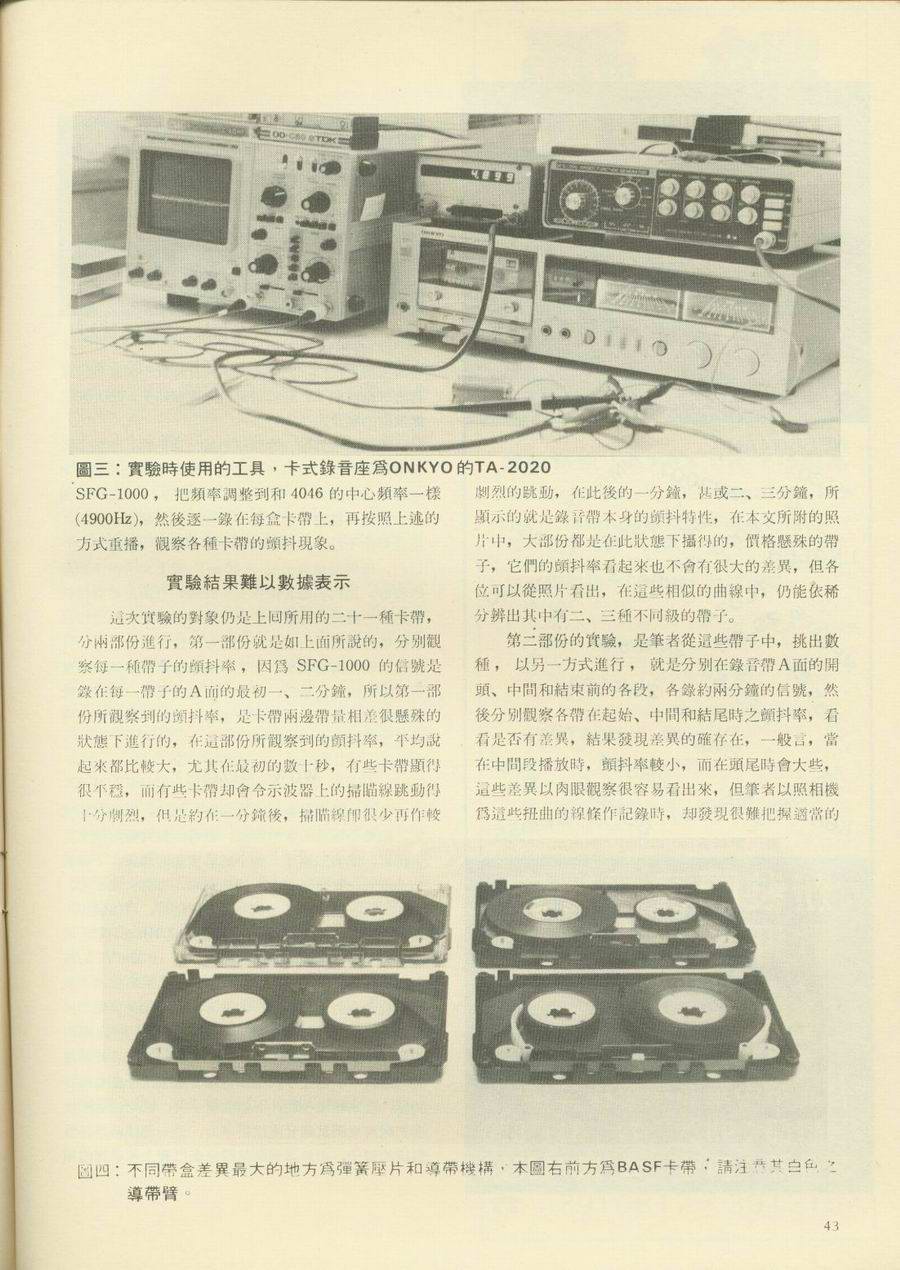 DD-C60 TDK
4.899
ONKYO
圖三：實驗時使用的工具，卡式錄音座爲ONKYO的TA-2020
SFG-1000， 把頻率調整到和 4046 的中心頻率一樣
(4900Hz)，然後逐一錄在每盒卡帶上，再按照上述的
方式重播，觀察各種卡帶的顫抖現象。
實驗結果難以數據表示
這次實驗的對象仍是上回所用的二十一種卡帶，
分兩部份進行，第一部份就是如上面所說的，分別觀
察每一種帶子的顫抖率，因爲 SFG-1000 的信號是
錄在每一帶子的A面的最初一、二分鐘，所以第一部
份所觀察到的顫抖率，是卡帶兩邊帶量相差很懸殊的
狀態下進行的，在這部份所觀察到的顫抖率，平均說
起來都比較大，尤其在最初的數十秒，有些卡帶顯得
很平穩，而有些卡帶却會令示波器上的掃瞄線跳動得
十分劇烈，但是約在一分鐘後，掃瞄線卽很少再作較
劇烈的跳動，在此後的一分鐘，甚或二、三分鐘，所
顯示的就是錄音帶本身的顫抖特性，在本文所附的照
片中，大部份都是在此狀態下攝得的，價格懸殊的帶
子，它們的顫抖率看起來也不會有很大的差異，但各
位可以從照片看出，在這些相似的曲線中，仍能依稀
分辨出其中有二、三種不同級的帶子。
第二部份的實驗，是筆者從這些帶子中，挑出數
種，以另一方式進行，就是分別在錄音帶A面的開
頭、中間和結束前的各段，各錄約兩分鐘的信號，然
後分別觀察各帶在起始、中間和結尾時之顫抖率，看
看是否有差異，結果發現差異的確存在，一般言，當
在中間段播放時，顫抖率較小，而在頭尾時會大些，
這些差異以肉眼觀察很容易看出來，但筆者以照相機
爲這些扭曲的線條作記錄時，却發現很難把握適當的
圖四：不同帶盒差異最大的地方爲彈簧壓片和導帶機構，本圖右前方爲BASF卡帶，請注意其白色之
導帶臂。
43